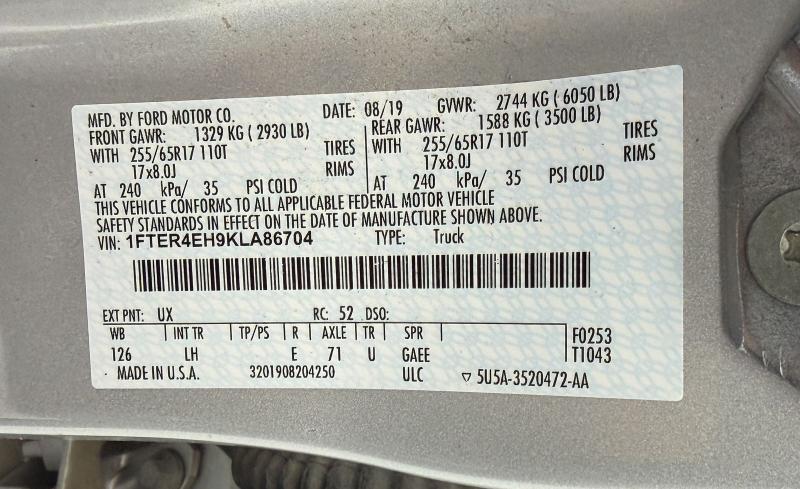 MFD. BY FORD MOTOR CO. DATE: 08/19 GVWR: 2744 KG ( 6050 LB)
FRONT GAWR: 1329 KG ( 2930 LB) REAR GAWR: 1588 KG ( 3500 LB)
WITH 255/65R17 110T TIRES WITH 255/65R17 110T TIRES
17x8.0J RIMS 17x8.0J RIMS
AT 240 kPa/ 35 PSI COLD AT 240 kPa/ 35 PSI COLD
THIS VEHICLE CONFORMS TO ALL APPLICABLE FEDERAL MOTOR VEHICLE
SAFETY STANDARDS IN EFFECT ON THE DATE OF MANUFACTURE SHOWN ABOVE.
VIN: 1FTER4EH9KLA86704 TYPE: Truck
EXT PNT: UX RC: 52 DSO:
WB INT TR TP/PS R AXLE TR SPR F0253
126 LH E 71 U GAEE T1043
MADE IN U.S.A. 3201908204250 ULC ▽ 5U5A-3520472-AA